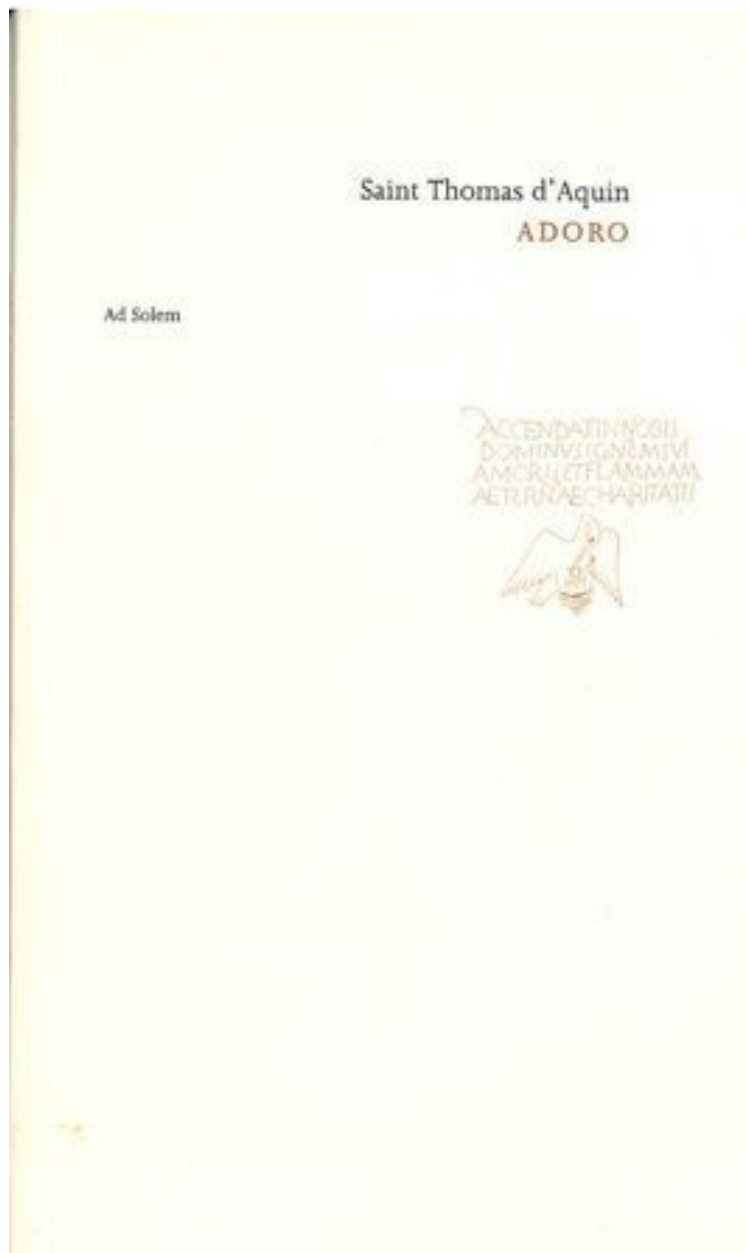 Saint Thomas d'Aquin
ADORO
Ad Solem
ACCENDATINNOBIS
DOMINVSIGNEMSVI
AMORISETFLAMMAM
AETERNAECHARITATIS